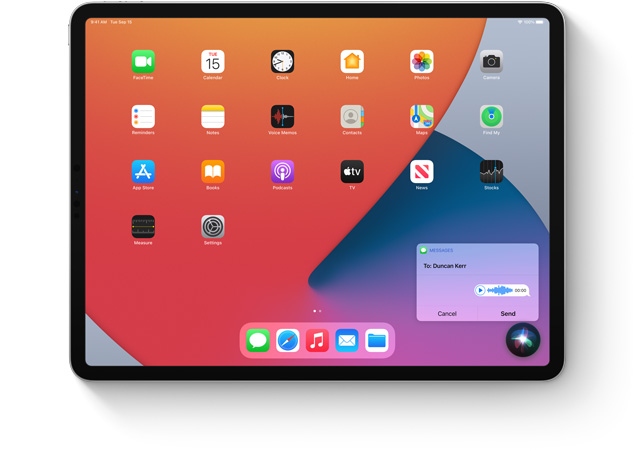 9:41 AM Tue Sep 15
100%
TUE
15
FaceTime
Calendar
Clock
Home
Photos
Camera
Reminders
Notes
Voice Memos
Contacts
Maps
Find My
tv
App Store
Books
Podcasts
TV
News
Stocks
Measure
Settings
MESSAGES
To: Duncan Kerr
00:00
Cancel
Send